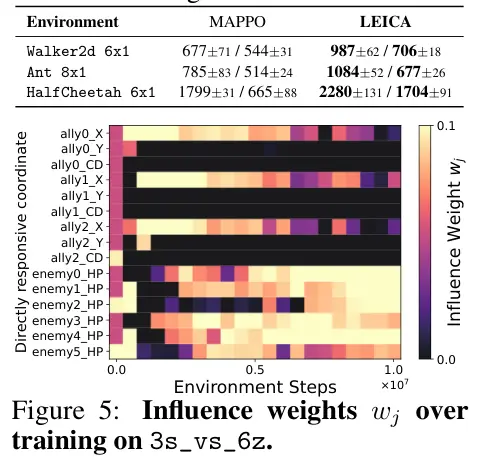 Environment MAPPO LEICA
Walker2d 6x1 677±71 / 544±31 987±62 / 706±18
Ant 8x1 785±83 / 514±24 1084±52 / 677±26
HalfCheetah 6x1 1799±31 / 665±88 2280±131 / 1704±91
Directly responsive coordinate
ally0_X
ally0_Y
ally0_CD
ally1_X
ally1_Y
ally1_CD
ally2_X
ally2_Y
ally2_CD
enemy0_HP
enemy1_HP
enemy2_HP
enemy3_HP
enemy4_HP
enemy5_HP
0.0 0.5 1.0
×10⁷
Environment Steps
0.1
0.0
Influence Weight wⱼ
Figure 5: Influence weights wⱼ over
training on 3s_vs_6z.